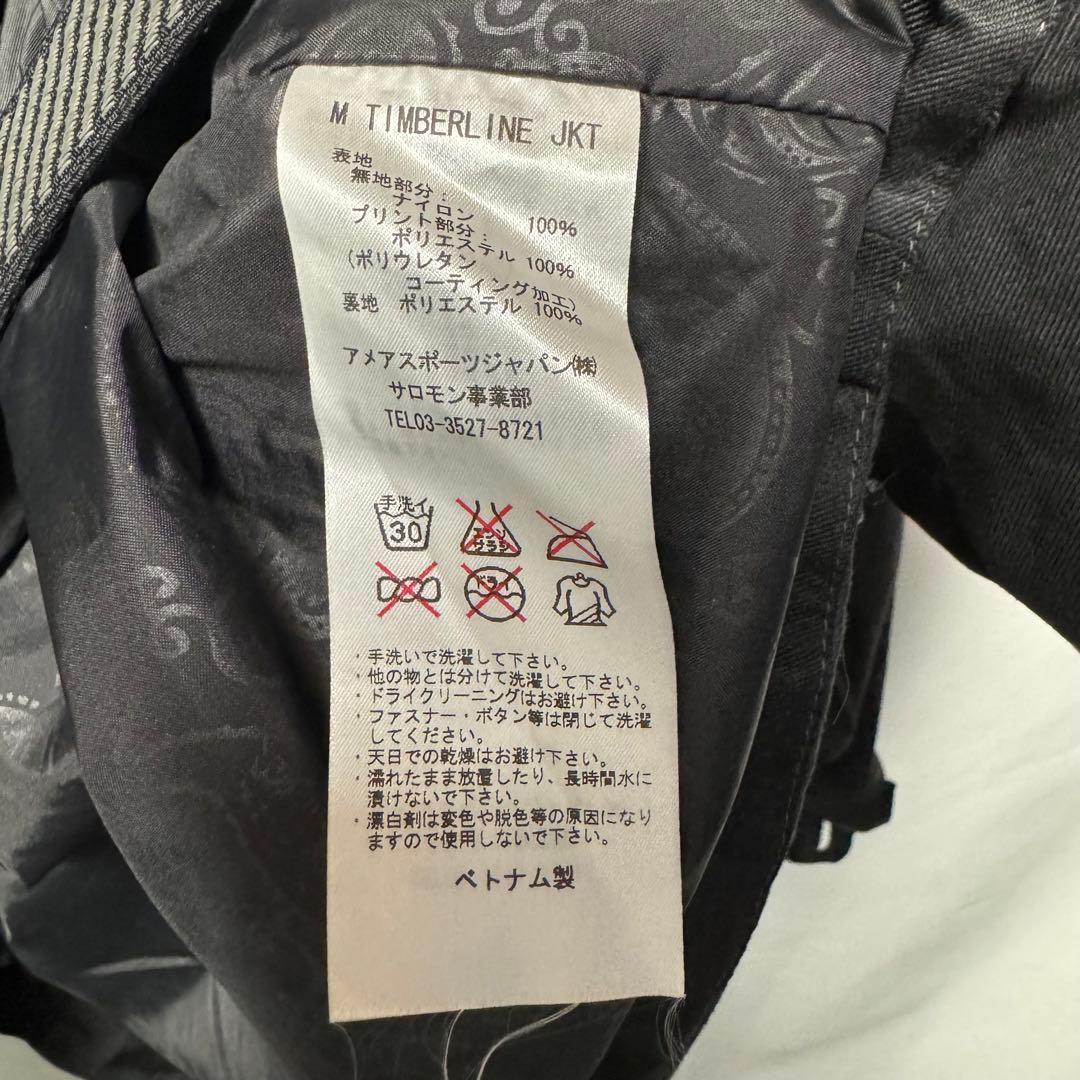 M TIMBERLINE JKT
表地
無地部分:
ナイロン 100%
プリント部分:
ポリエステル 100%
(ポリウレタン
コーティング加工)
裏地 ポリエステル 100%
アメアスポーツジャパン㈱
サロモン事業部
TEL03-3527-8721
手洗イ
30
エンソ
サラシ
ドライ
・手洗いで洗濯して下さい。
・他の物とは分けて洗濯して下さい。
・ドライクリーニングはお避け下さい。
・ファスナー・ボタン等は閉じて洗濯
してください。
・天日での乾燥はお避け下さい。
・濡れたまま放置したり、長時間水に
漬けないで下さい。
・漂白剤は変色や脱色等の原因になり
ますので使用しないで下さい。
ベトナム製